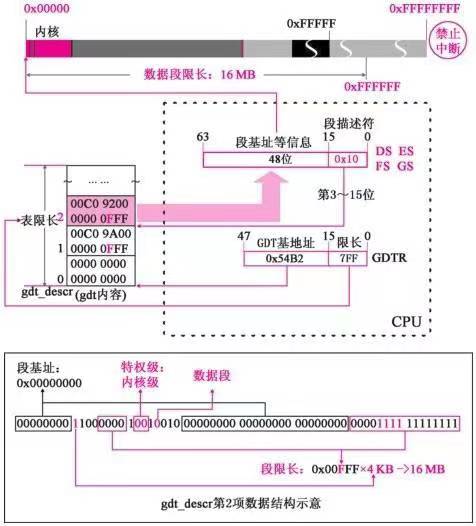 0x00000
0xFFFFF
0xFFFFFFFF
内核
禁止
中断
数据段限长：16 MB
0xFFFFFF
段描述符
63
段基址等信息
15
0
48位
0x10
DS ES
FS GS
第3～15位
~ …… ~
00C0 9200
0000 0FFF
00C0 9A00
0000 0FFF
0000 0000
0000 0000
表限长
2
1
0
gdt_descr
(gdt内容)
47
GDT基地址
15
限长
0
0x54B2
7FF
GDTR
CPU
段基址：
0x00000000
特权级：
内核级
数据段
00000000 11000000 10010010 00000000 00000000 00000000 00001111 11111111
段限长：0x00FFF×4 KB→16 MB
gdt_descr第2项数据结构示意